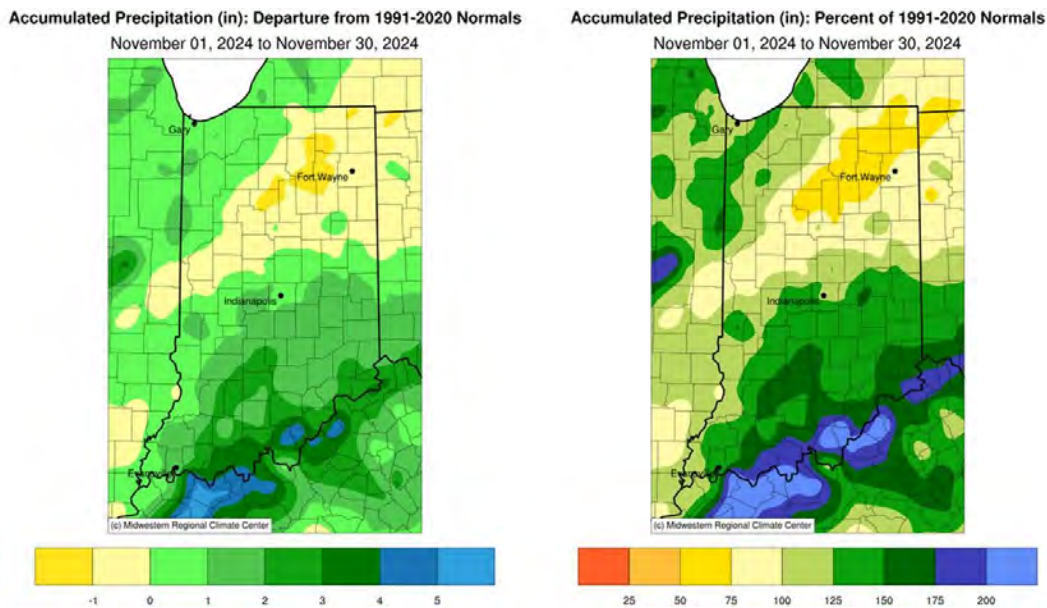 Accumulated Precipitation (in): Departure from 1991-2020 Normals
November 01, 2024 to November 30, 2024
Gary
Fort Wayne
Indianapolis
Evansville
(c) Midwestern Regional Climate Center
-1 0 1 2 3 4 5
Accumulated Precipitation (in): Percent of 1991-2020 Normals
November 01, 2024 to November 30, 2024
Gary
Fort Wayne
Indianapolis
Evansville
(c) Midwestern Regional Climate Center
25 50 75 100 125 150 175 200